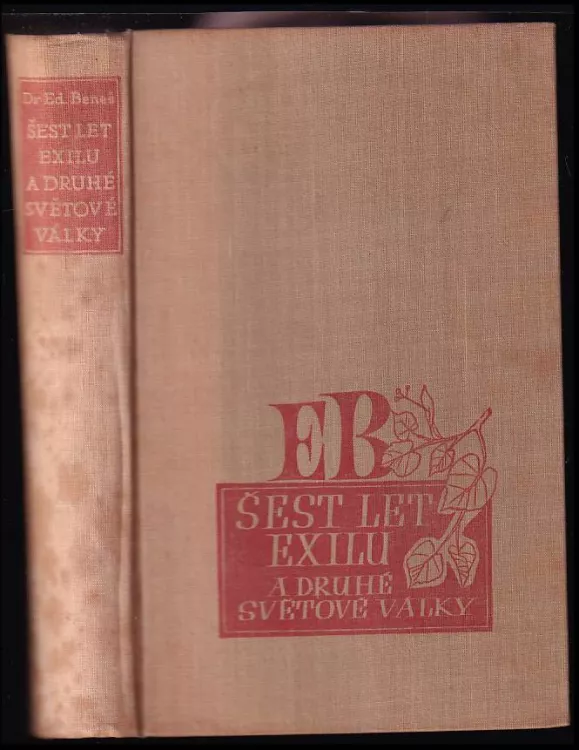 Dr Ed. Beneš
ŠEST LET
EXILU
A DRUHÉ
SVĚTOVÉ
VÁLKY
EB
ŠEST LET
EXILU
A DRUHÉ
SVĚTOVÉ VÁLKY